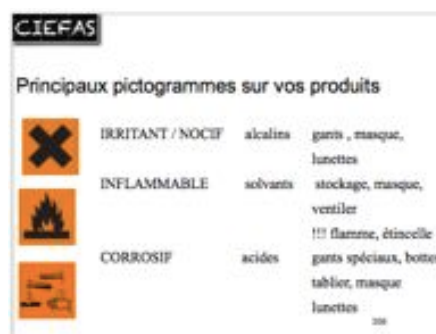 CIEFAS
Principaux pictogrammes sur vos produits
IRRITANT / NOCIF alcalins gants , masque,
lunettes
INFLAMMABLE solvants stockage, masque,
ventiler
!!! flamme, étincelle
CORROSIF acides gants spéciaux, botte
tablier, masque
lunettes